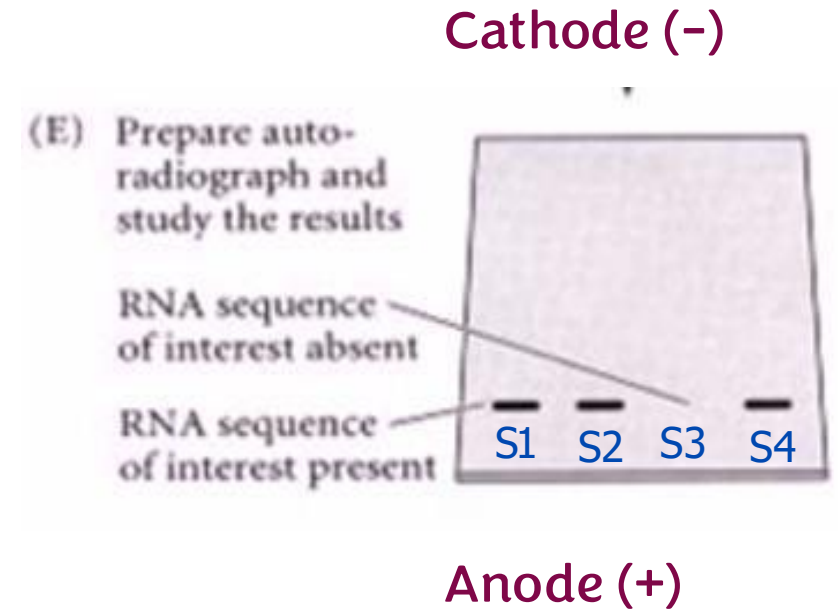 Cathode (-)
(E) Prepare auto-
radiograph and
study the results
RNA sequence
of interest absent
RNA sequence
of interest present
S1 S2 S3 S4
Anode (+)